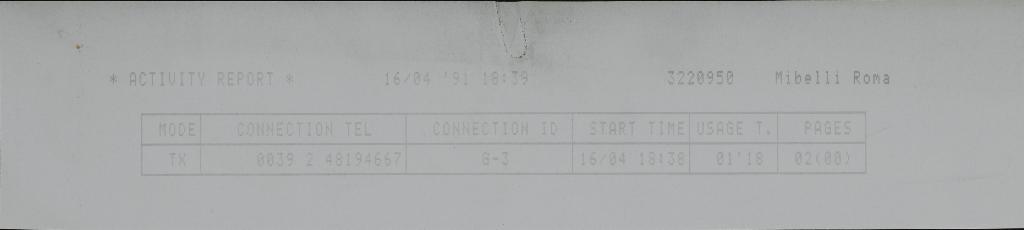 * ACTIVITY REPORT * 16/04 '91 18:39 3220950 Mibelli Roma
MODE CONNECTION TEL CONNECTION ID START TIME USAGE T. PAGES
TX 0039 2 48194667 G-3 16/04 18:38 01'18 02(00)